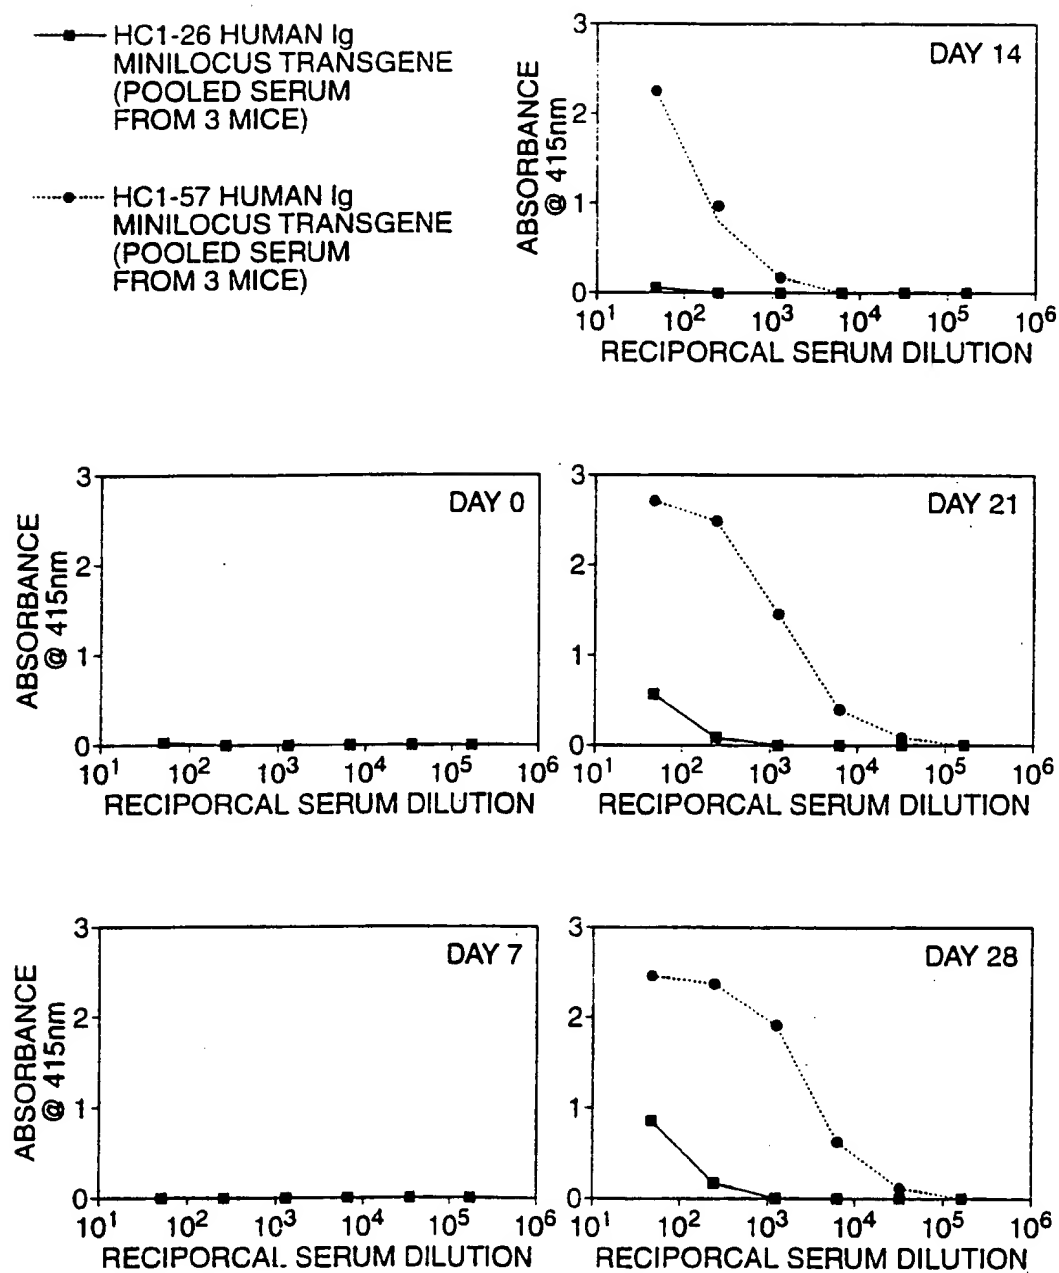 HC1-26 HUMAN Ig
MINILOCUS TRANSGENE
(POOLED SERUM
FROM 3 MICE)
HC1-57 HUMAN Ig
MINILOCUS TRANSGENE
(POOLED SERUM
FROM 3 MICE)
DAY 14
ABSORBANCE
@ 415nm
3
2
1
0
10¹ 10² 10³ 10⁴ 10⁵ 10⁶
RECIPORCAL SERUM DILUTION
DAY 0
ABSORBANCE
@ 415nm
3
2
1
0
10¹ 10² 10³ 10⁴ 10⁵ 10⁶
RECIPORCAL SERUM DILUTION
DAY 21
3
2
1
0
10¹ 10² 10³ 10⁴ 10⁵ 10⁶
RECIPORCAL SERUM DILUTION
DAY 7
ABSORBANCE
@ 415nm
3
2
1
0
10¹ 10² 10³ 10⁴ 10⁵ 10⁶
RECIPORCAL SERUM DILUTION
DAY 28
3
2
1
0
10¹ 10² 10³ 10⁴ 10⁵ 10⁶
RECIPORCAL SERUM DILUTION